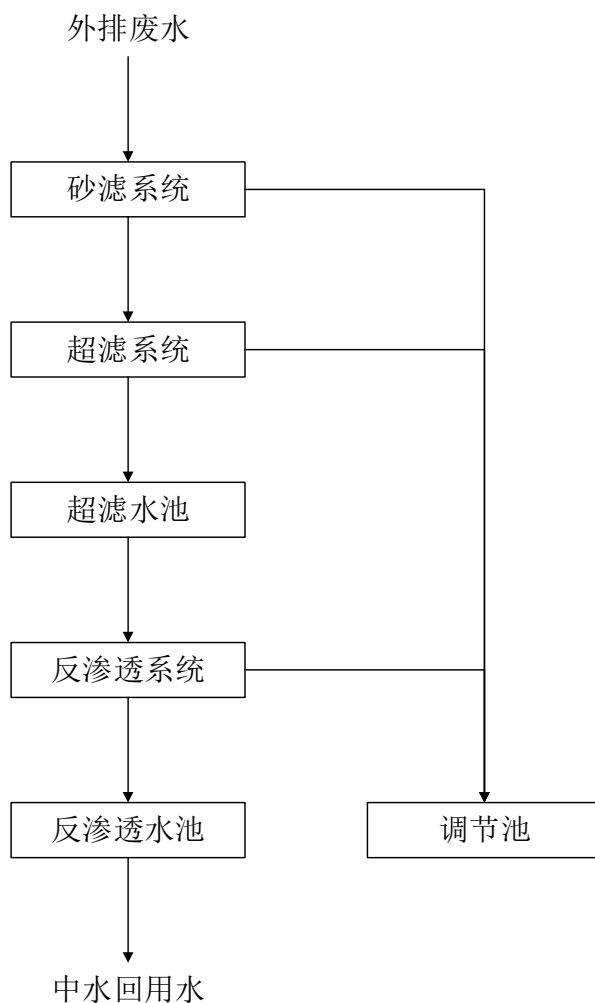 外排废水
砂滤系统
超滤系统
超滤水池
反渗透系统
反渗透水池
调节池
中水回用水